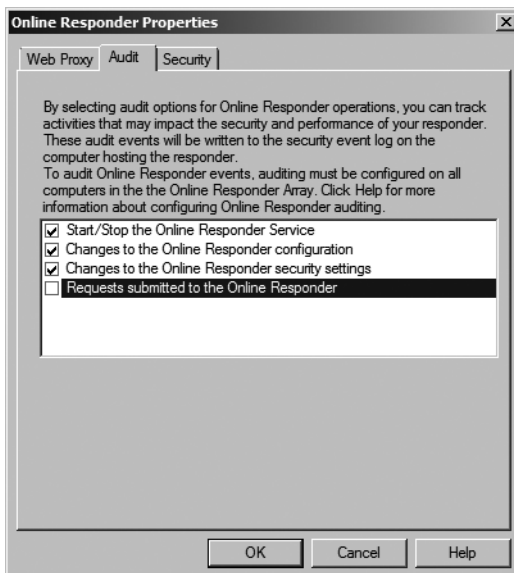 Online Responder Properties
Web Proxy Audit Security
By selecting audit options for Online Responder operations, you can track
activities that may impact the security and performance of your responder.
These audit events will be written to the security event log on the
computer hosting the responder.
To audit Online Responder events, auditing must be configured on all
computers in the the Online Responder Array. Click Help for more
information about configuring Online Responder auditing.
Start/Stop the Online Responder Service
Changes to the Online Responder configuration
Changes to the Online Responder security settings
Requests submitted to the Online Responder
OK Cancel Help